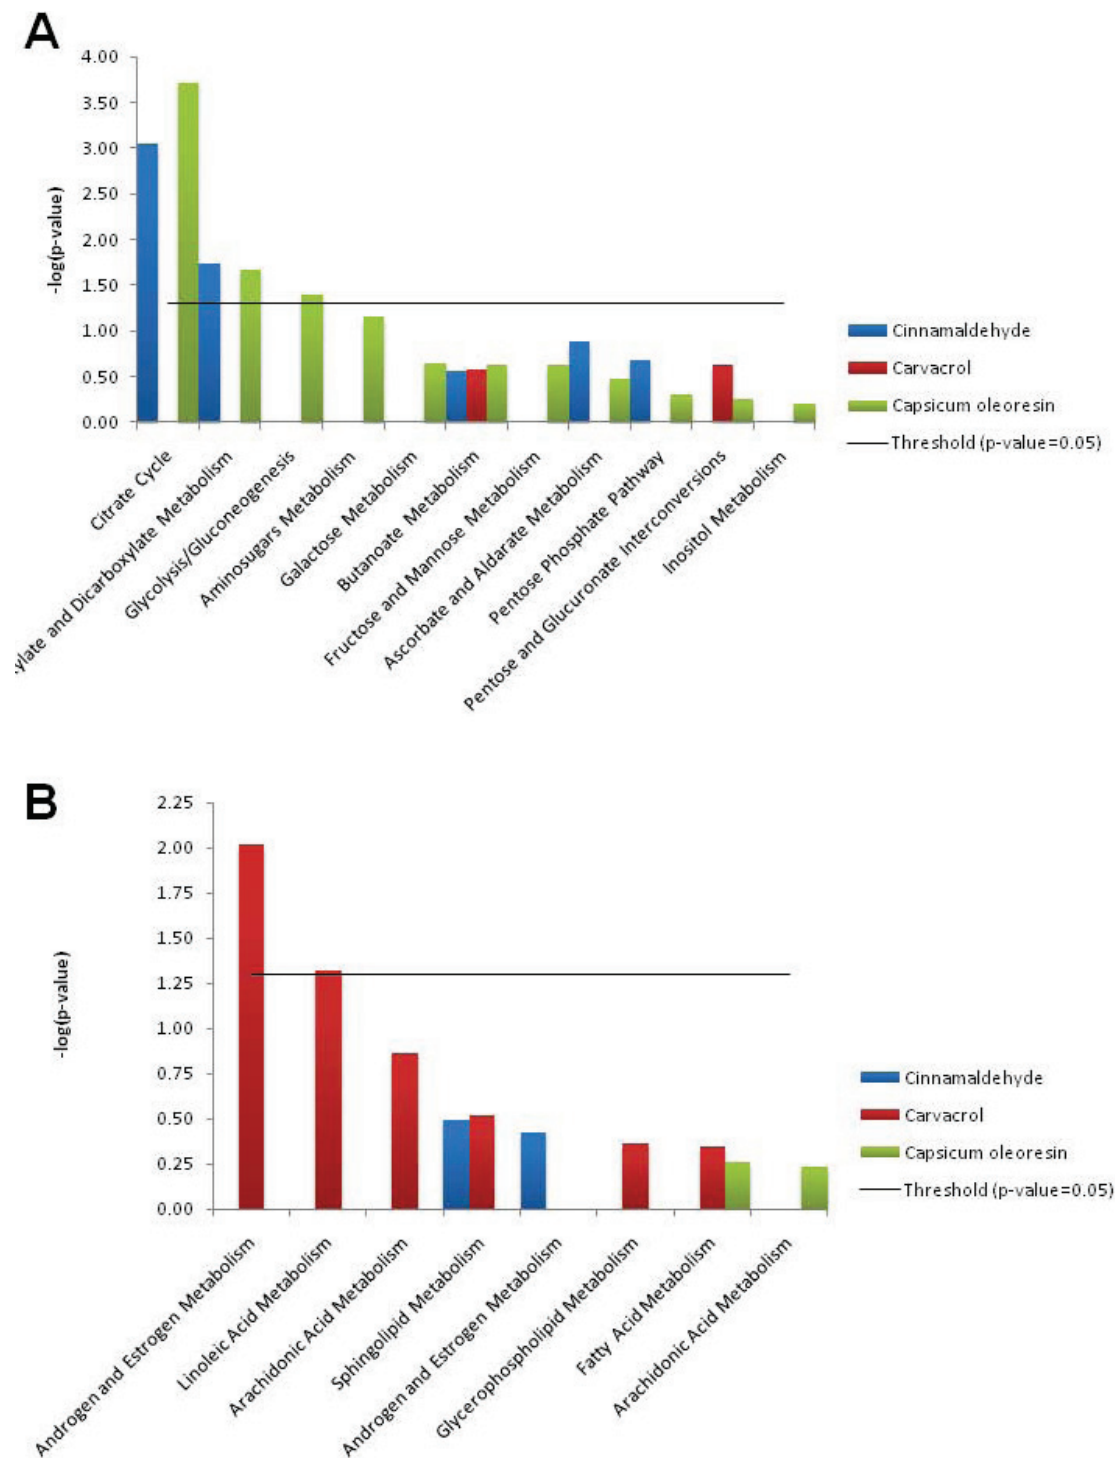 A
4.00
3.50
3.00
2.50
2.00
1.50
1.00
0.50
0.00
-log(p-value)
Citrate Cycle
ylate and Dicarboxylate Metabolism
Glycolysis/Gluconeogenesis
Aminosugars Metabolism
Galactose Metabolism
Butanoate Metabolism
Fructose and Mannose Metabolism
Ascorbate and Aldarate Metabolism
Pentose Phosphate Pathway
Pentose and Glucuronate Interconversions
Inositol Metabolism
Cinnamaldehyde
Carvacrol
Capsicum oleoresin
Threshold (p-value=0.05)
B
2.25
2.00
1.75
1.50
1.25
1.00
0.75
0.50
0.25
0.00
-log(p-value)
Androgen and Estrogen Metabolism
Linoleic Acid Metabolism
Arachidonic Acid Metabolism
Sphingolipid Metabolism
Androgen and Estrogen Metabolism
Glycerophospholipid Metabolism
Fatty Acid Metabolism
Arachidonic Acid Metabolism
Cinnamaldehyde
Carvacrol
Capsicum oleoresin
Threshold (p-value=0.05)